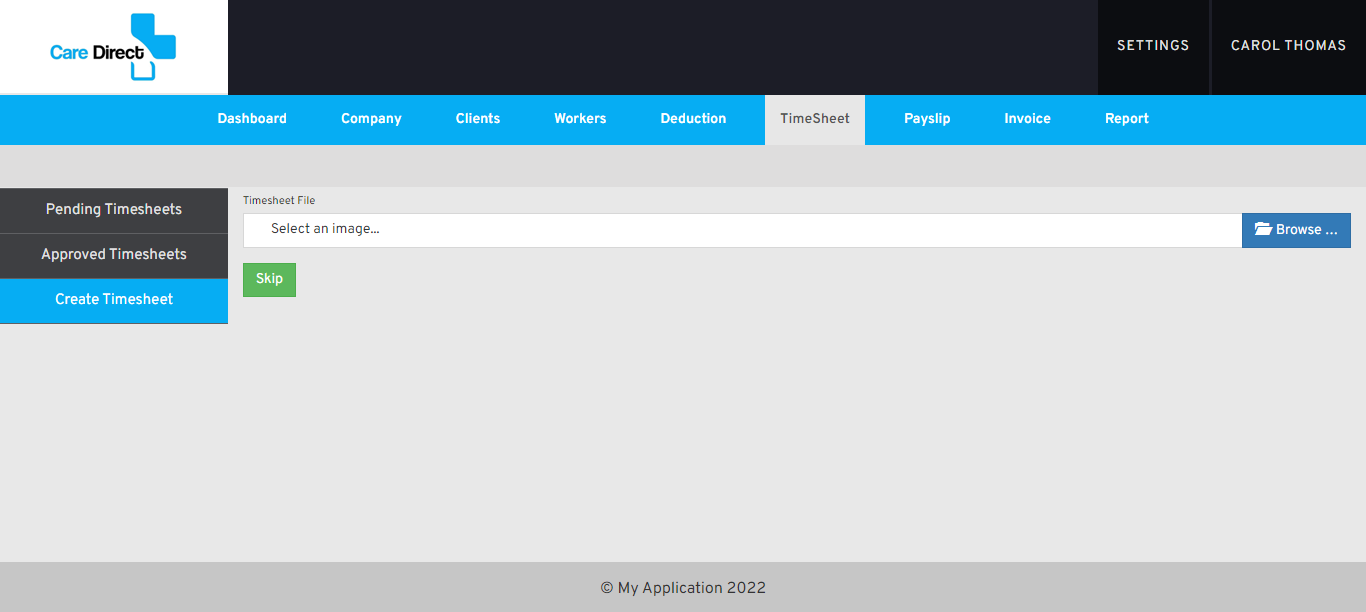 Care Direct
SETTINGS
CAROL THOMAS
Dashboard Company Clients Workers Deduction TimeSheet Payslip Invoice Report
Pending Timesheets
Approved Timesheets
Create Timesheet
Timesheet File
Select an image...
Browse ...
Skip
© My Application 2022